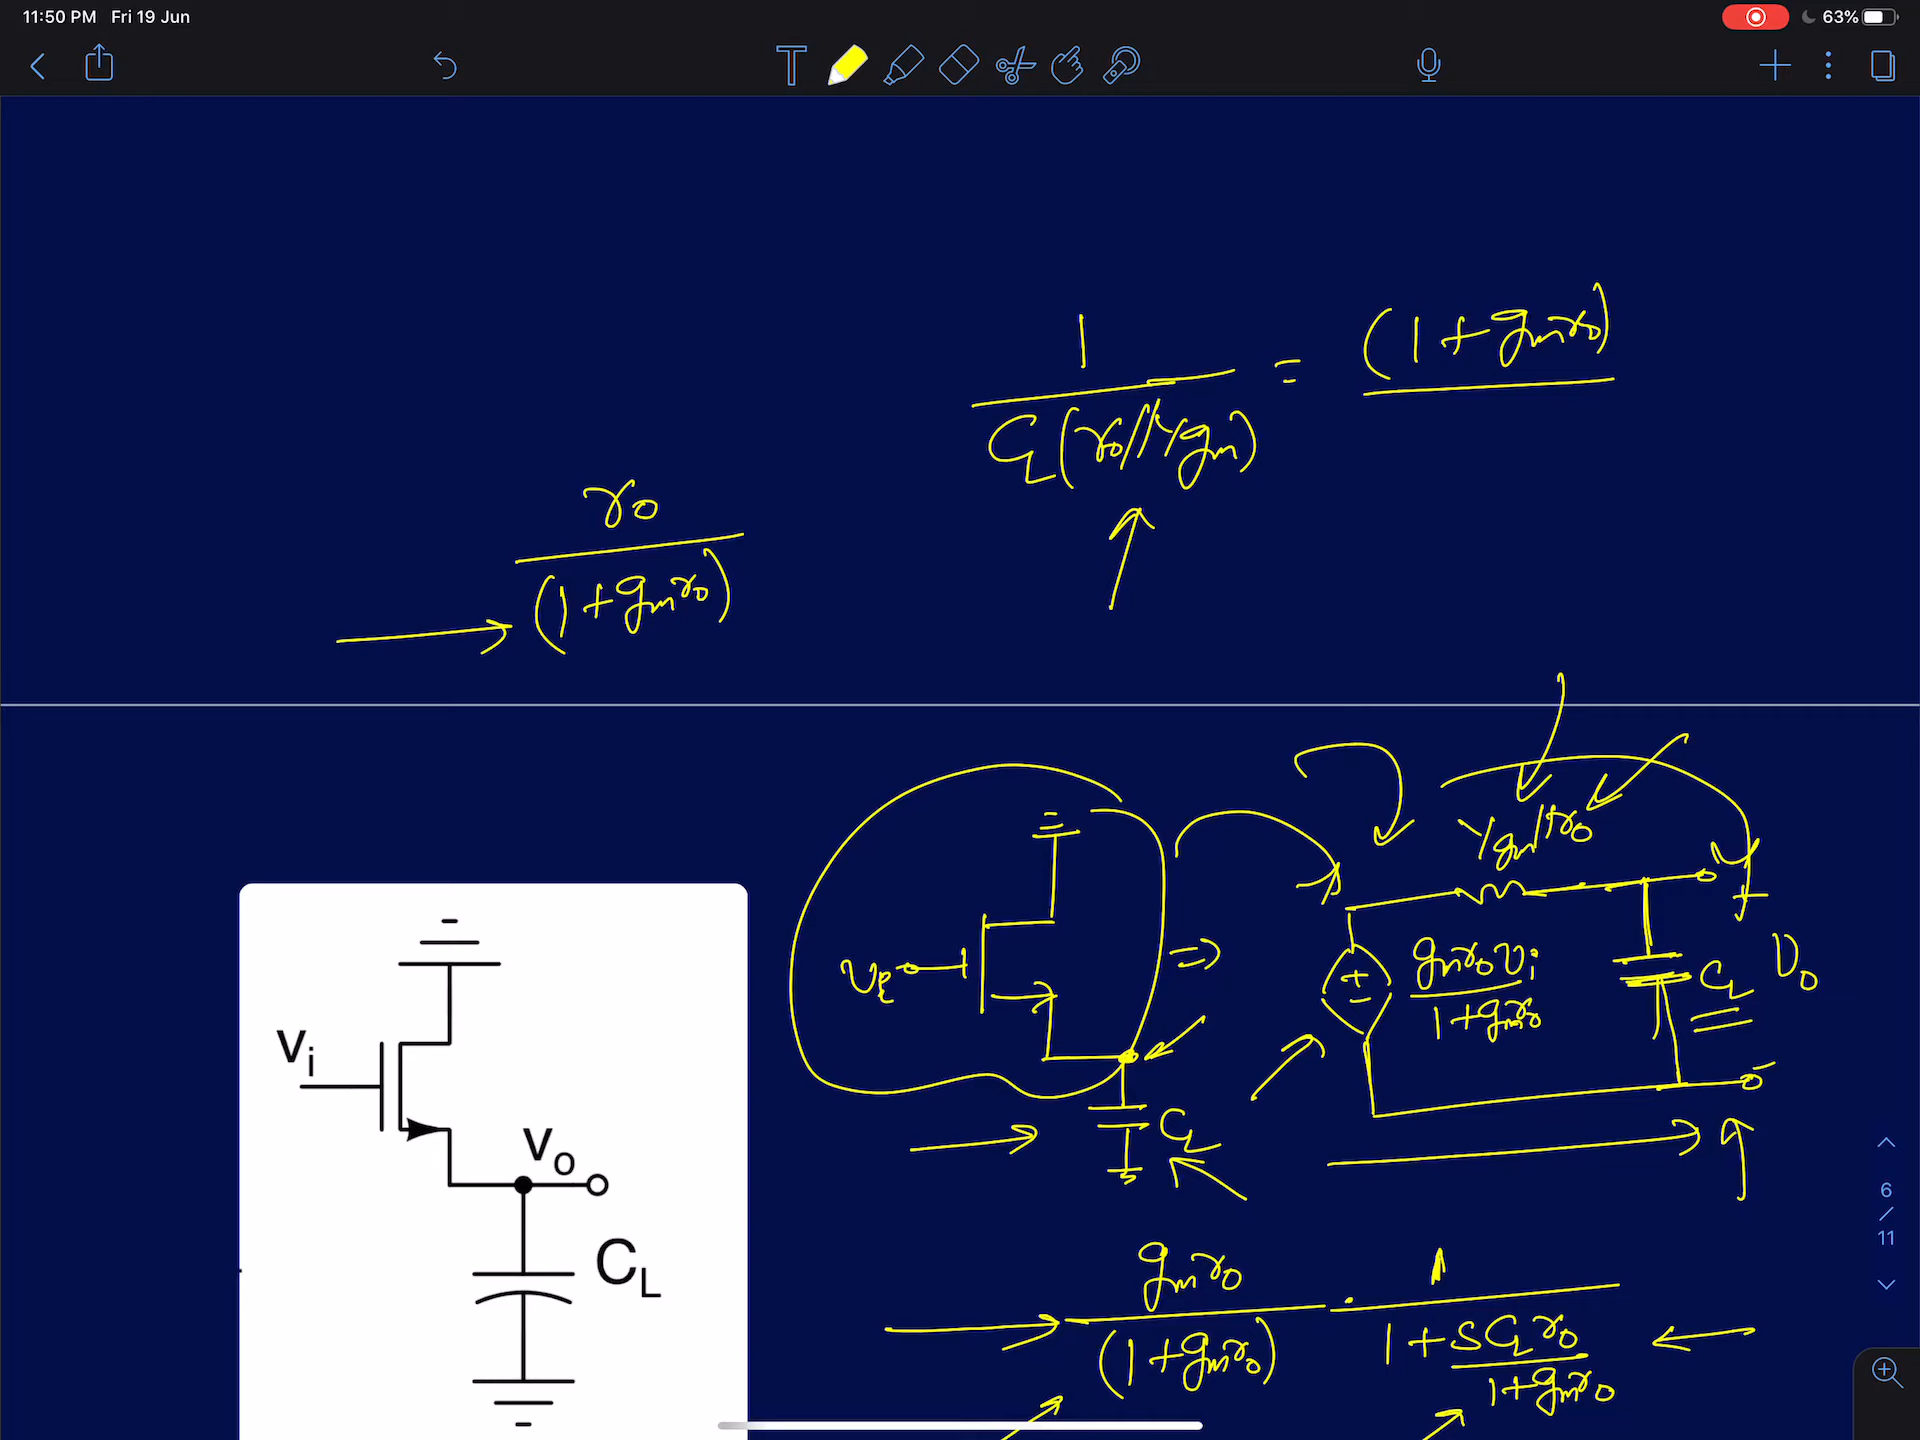 11:50 PM Fri 19 Jun
63%
T
1 / C_L (r_o // 1/g_m) = (1 + g_m r_o)
r_o / (1 + g_m r_o)
1/g_m // r_o
V_i
g_m r_o v_i / 1 + g_m r_o
+
-
C_L
V_o
+
-
C_L
V_i
V_o
C_L
g_m r_o / (1 + g_m r_o) · 1 / 1 + s C_L r_o / 1 + g_m r_o
6
/
11